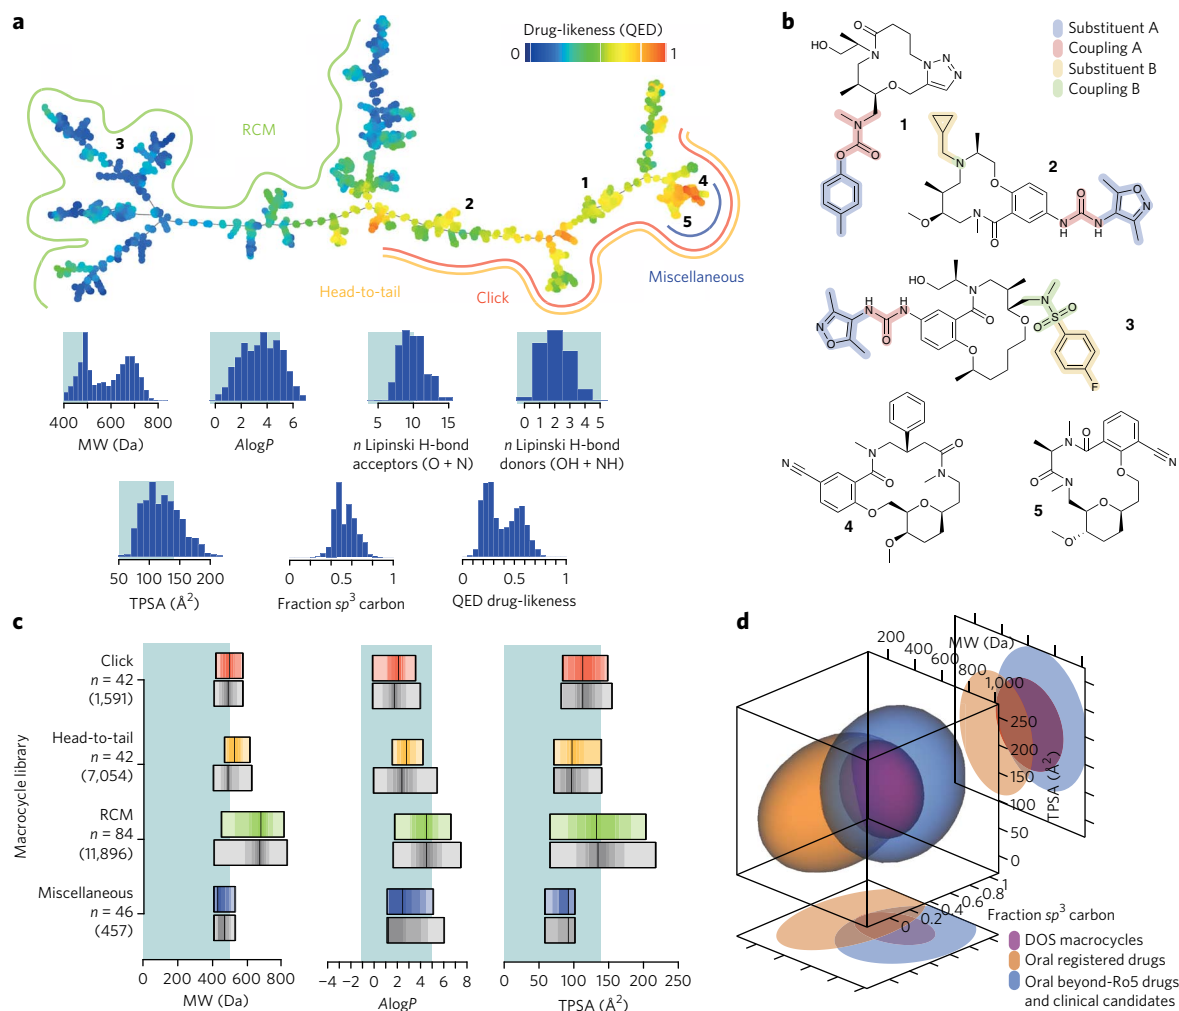 a
Drug-likeness (QED)
0
1
RCM
3
2
1
4
5
Head-to-tail
Click
Miscellaneous
400 600 800
MW (Da)
0 2 4 6
AlogP
5 10 15
n Lipinski H-bond
acceptors (O + N)
0 1 2 3 4 5
n Lipinski H-bond
donors (OH + NH)
50 100 150 200
TPSA (Å2)
0 0.5 1
Fraction sp3 carbon
0 0.5 1
QED drug-likeness
b
Substituent A
Coupling A
Substituent B
Coupling B
O
HO
N
N
N
N
O
N
O
O
1
N
O
2
O
N
O
O
N
H
N
H
N
O
3
HO
N
O
H
N
H
N
O
N
O
O
O
N
S
O
O
F
4
N
N
O
O
N
O
O
O
5
N
O
N
O
O
N
O
O
c
Macrocycle library
Click
n = 42
(1,591)
Head-to-tail
n = 42
(7,054)
RCM
n = 84
(11,896)
Miscellaneous
n = 46
(457)
0 200 400 600 800
MW (Da)
−4 −2 0 2 4 6 8
AlogP
0 50 100 150 200 250
TPSA (Å2)
d
200
400
600
800
1,000
MW (Da)
250
200
150
100
50
0
TPSA (Å2)
0
0.2
0.4
0.6
0.8
1
Fraction sp3 carbon
DOS macrocycles
Oral registered drugs
Oral beyond-Ro5 drugs
and clinical candidates